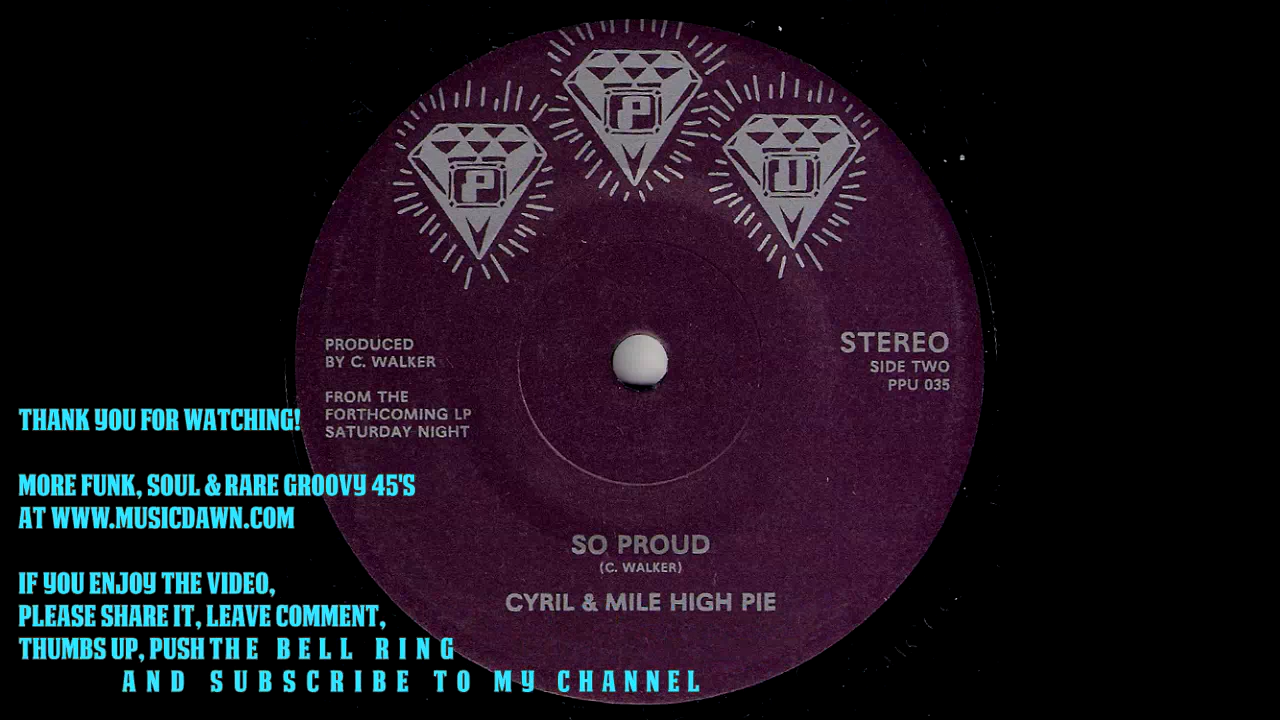 P
P
U
PRODUCED
BY C. WALKER
FROM THE
FORTHCOMING LP
SATURDAY NIGHT
STEREO
SIDE TWO
PPU 035
SO PROUD
(C. WALKER)
CYRIL & MILE HIGH PIE
THANK YOU FOR WATCHING!
MORE FUNK, SOUL & RARE GROOVY 45'S
AT WWW.MUSICDAWN.COM
IF YOU ENJOY THE VIDEO,
PLEASE SHARE IT, LEAVE COMMENT,
THUMBS UP, PUSH THE BELL RING
AND SUBSCRIBE TO MY CHANNEL